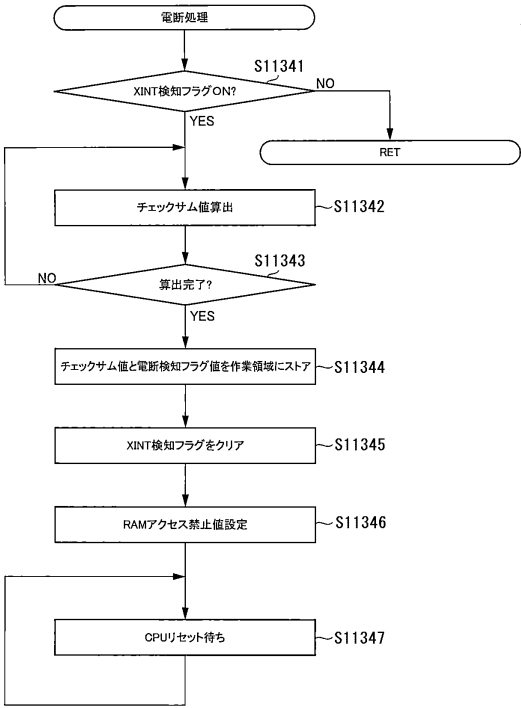 電断処理
S11341
XINT検知フラグON?
NO
YES
RET
チェックサム値算出
S11342
S11343
NO
算出完了?
YES
チェックサム値と電断検知フラグ値を作業領域にストア
S11344
XINT検知フラグをクリア
S11345
RAMアクセス禁止値設定
S11346
CPUリセット待ち
S11347